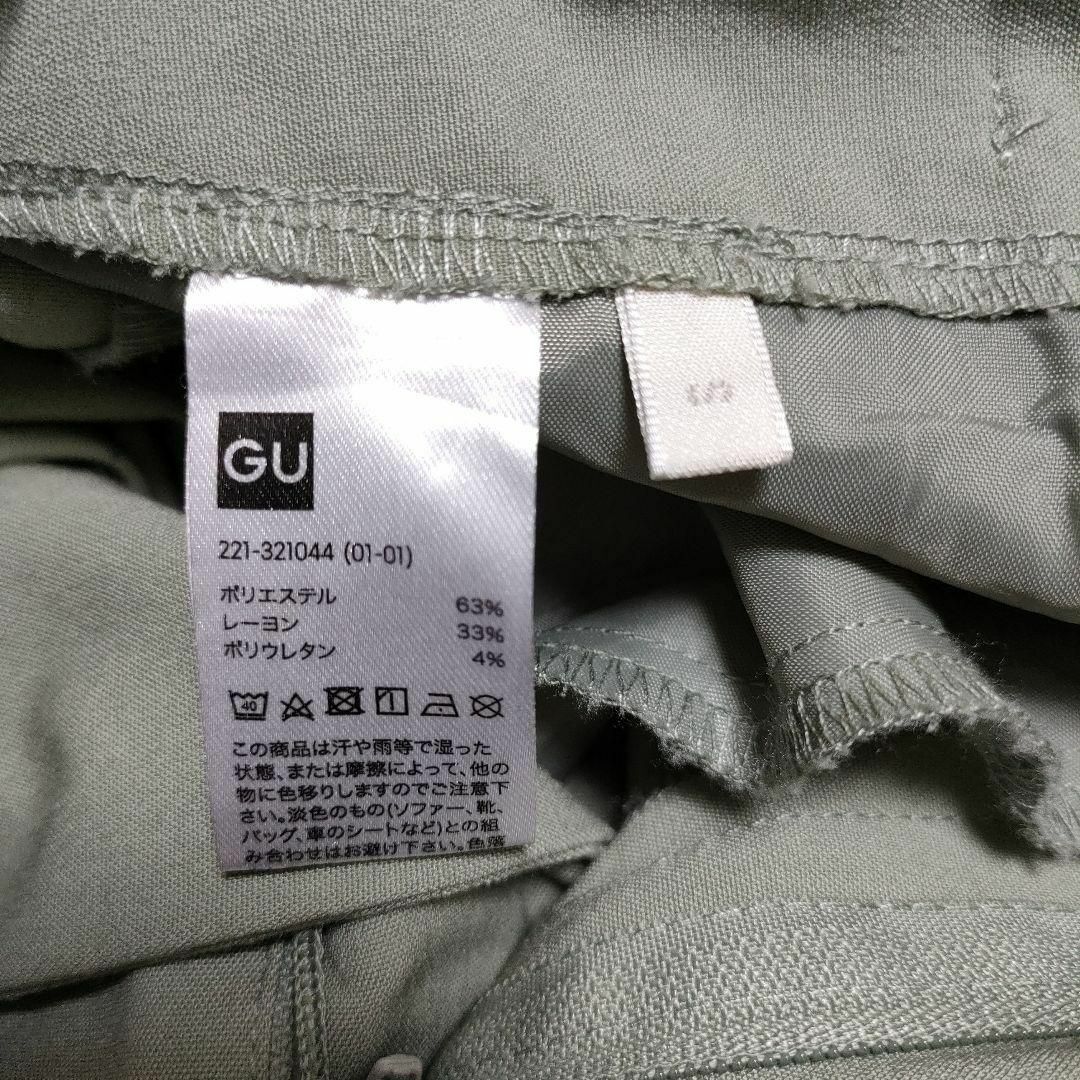 GU
221-321044 (01-01)
ポリエステル 63%
レーヨン 33%
ポリウレタン 4%
40
この商品は汗や雨等で湿った
状態、または摩擦によって、他の
物に色移りしますのでご注意下
さい。淡色のもの(ソファー、靴、
バッグ、車のシートなど)との組
み合わせはお避け下さい。色落